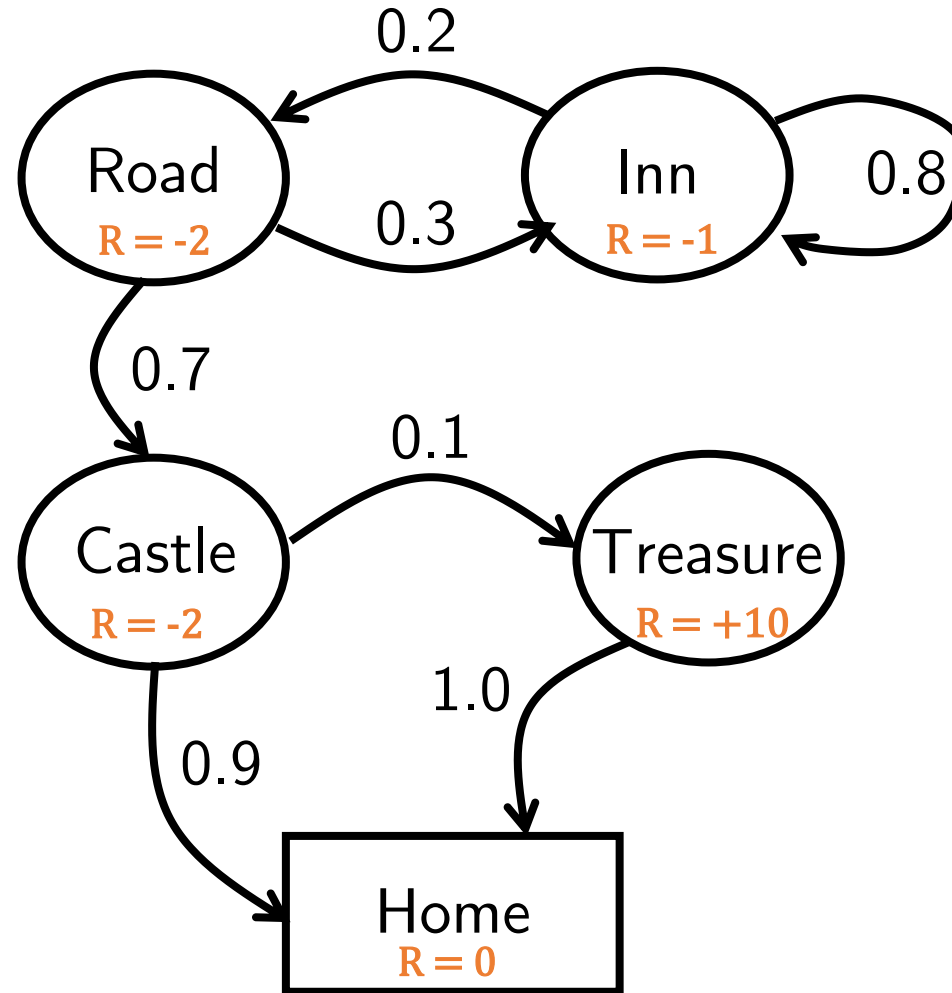 0.2
Road
R = -2
Inn
R = -1
0.8
0.3
0.7
0.1
Castle
R = -2
Treasure
R = +10
1.0
0.9
Home
R = 0